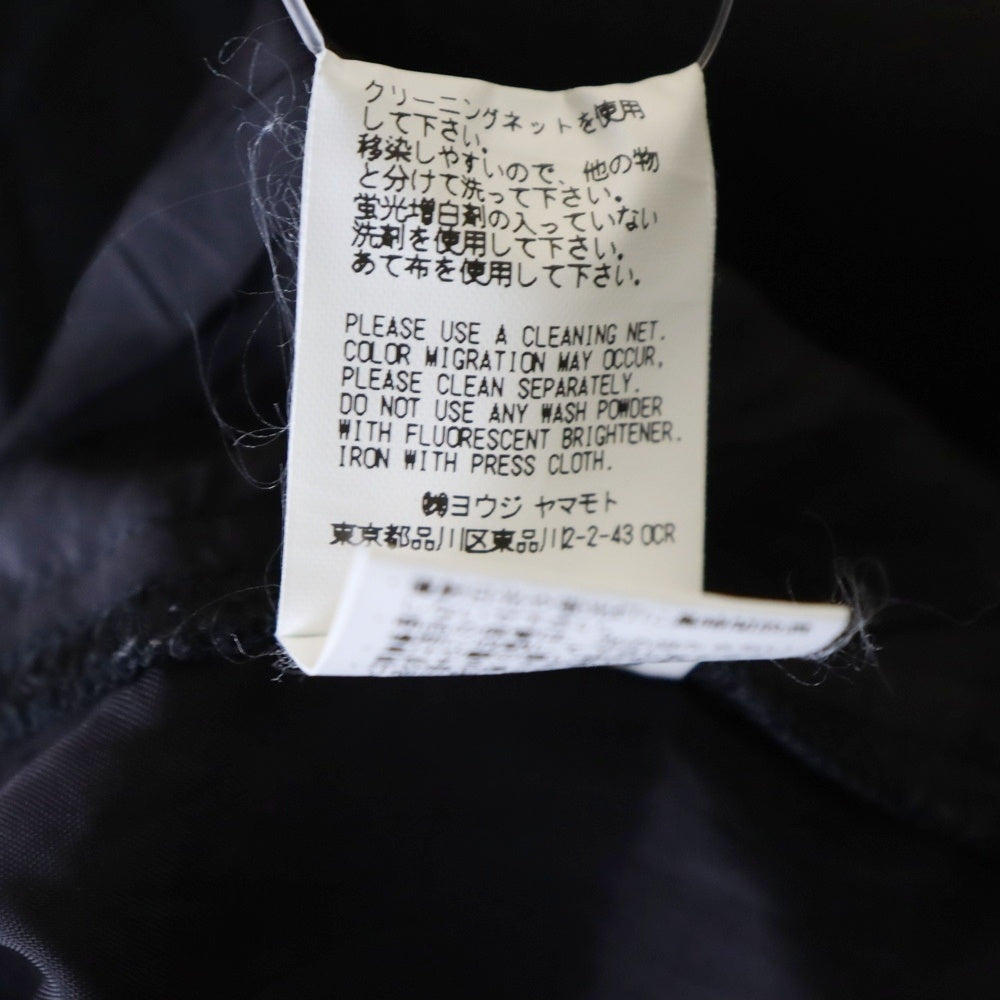 クリーニングネットを使用
して下さい。
移染しやすいので、他の物
と分けて洗って下さい。
蛍光増白剤の入っていない
洗剤を使用して下さい。
あて布を使用して下さい。
PLEASE USE A CLEANING NET.
COLOR MIGRATION MAY OCCUR,
PLEASE CLEAN SEPARATELY.
DO NOT USE ANY WASH POWDER
WITH FLUORESCENT BRIGHTENER.
IRON WITH PRESS CLOTH.
㈱ヨウジ ヤマモト
東京都品川区東品川2-2-43 OCR